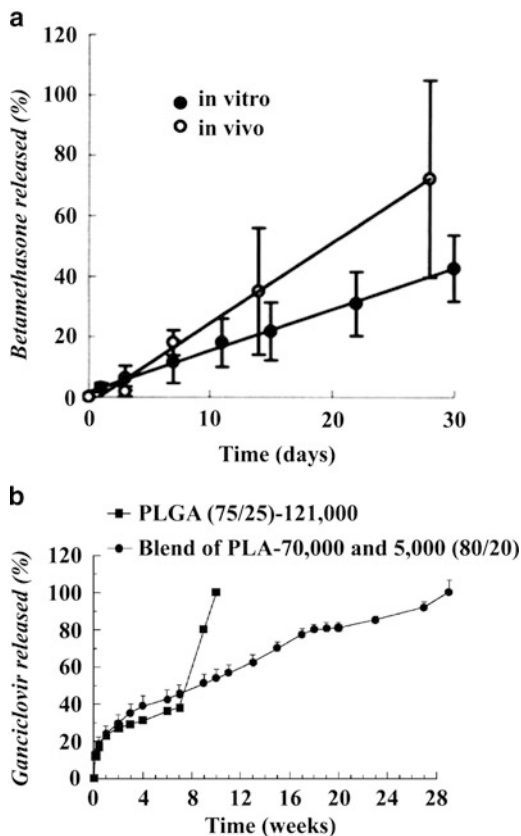 a
120
100
80
60
40
20
0
Betamethasone released (%)
in vitro
in vivo
0 10 20 30
Time (days)
b
PLGA (75/25)-121,000
Blend of PLA-70,000 and 5,000 (80/20)
120
100
80
60
40
20
0
Ganciclovir released (%)
0 4 8 12 16 20 24 28
Time (weeks)